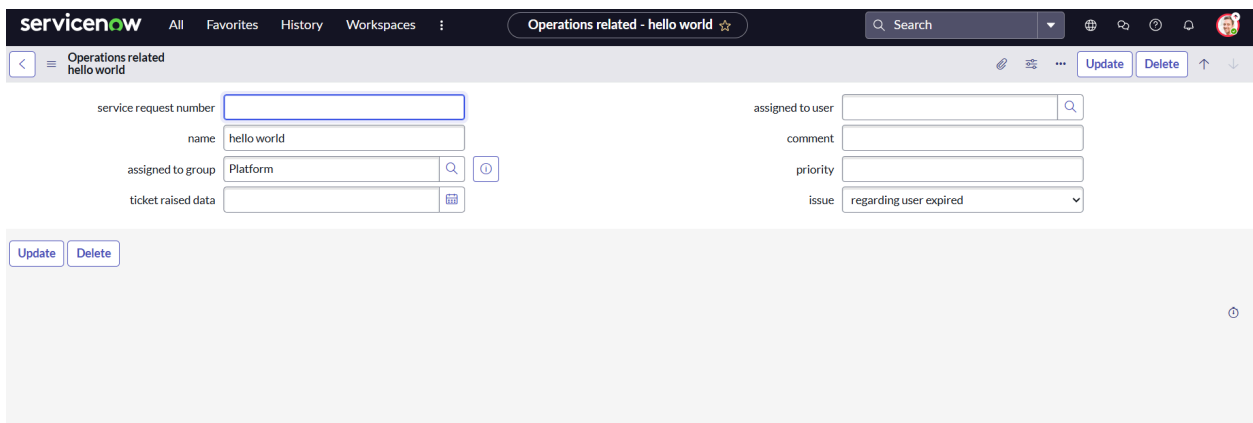 servicenow All Favorites History Workspaces Operations related - hello world Search
Operations related
hello world
Update Delete
service request number
assigned to user
name hello world
comment
assigned to group Platform
priority
ticket raised data
issue regarding user expired
Update Delete